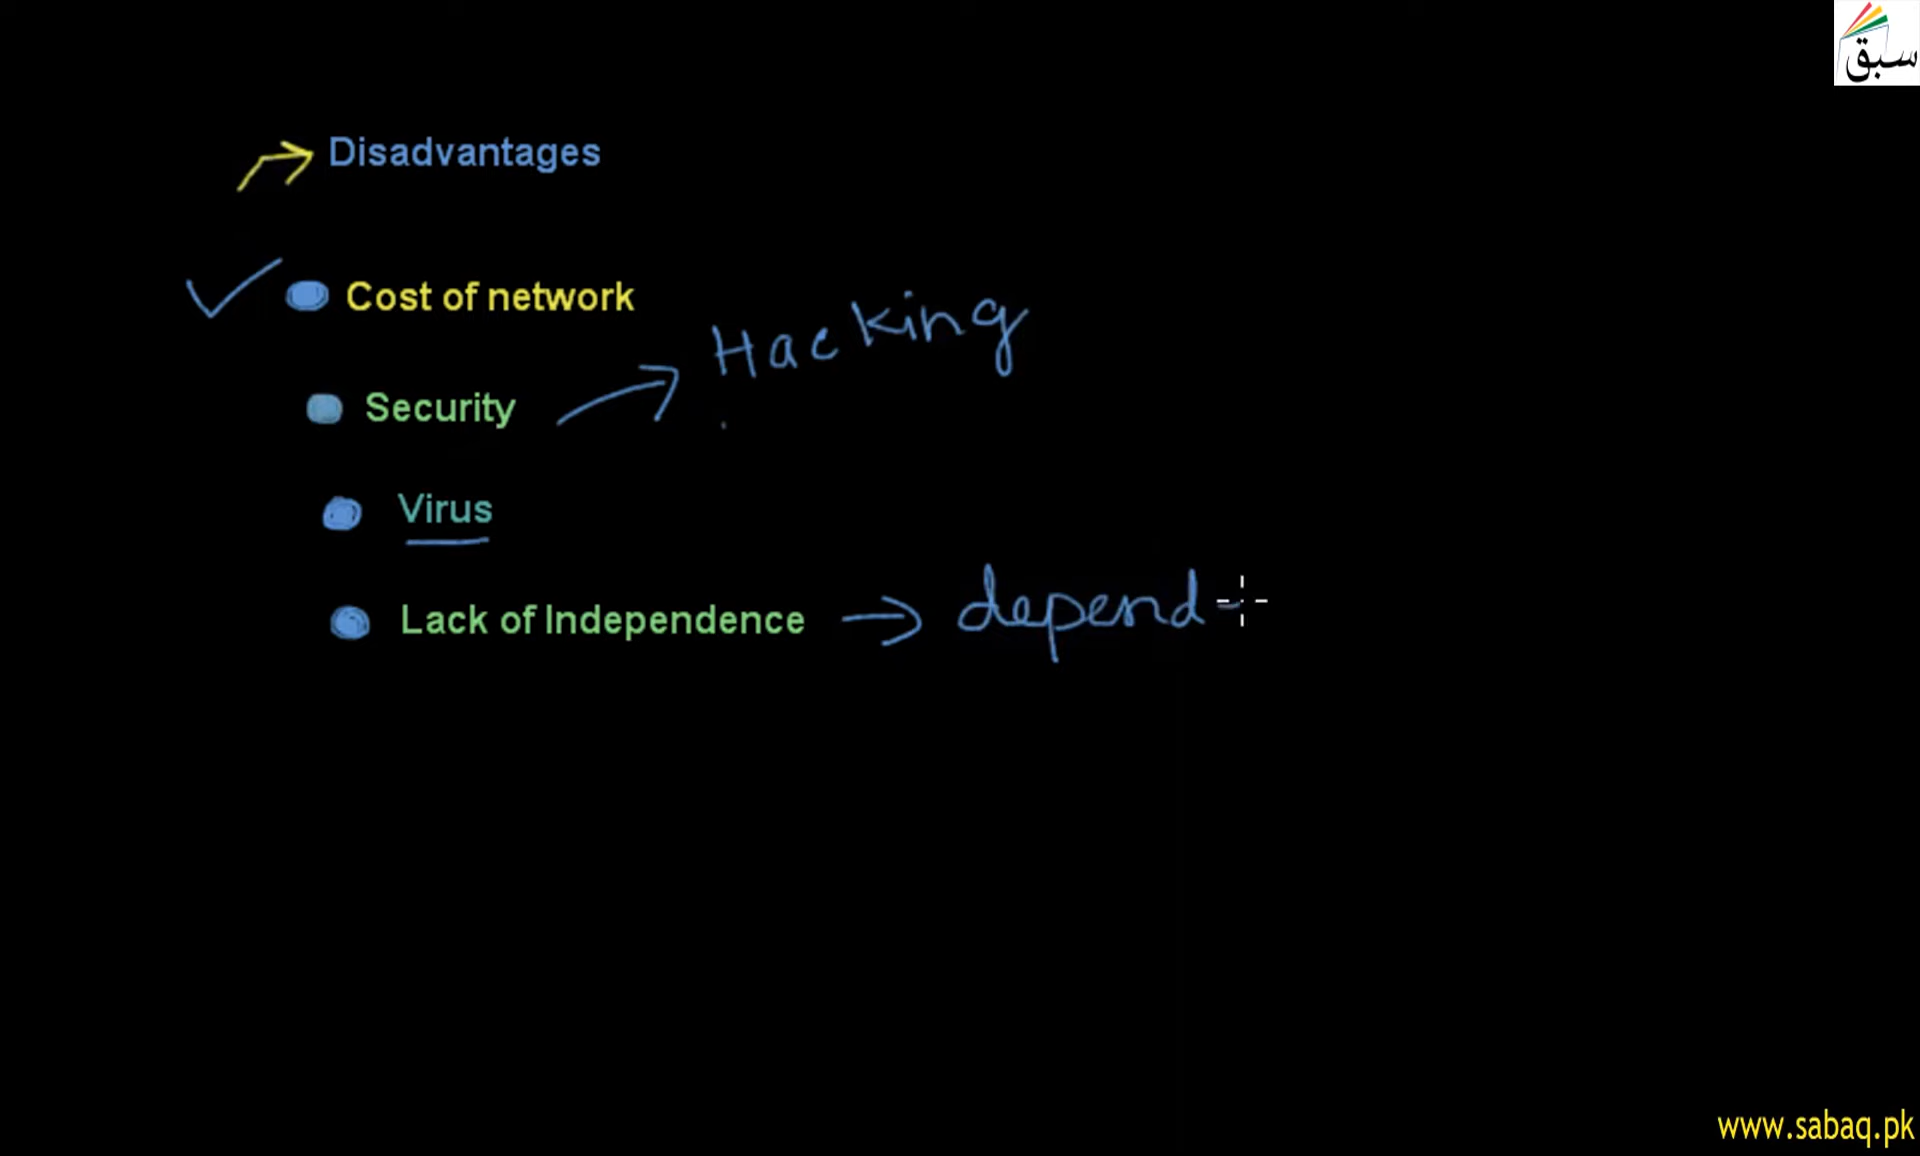 سبق
Disadvantages
Cost of network
Hacking
Security
Virus
Lack of Independence → depend
www.sabaq.pk